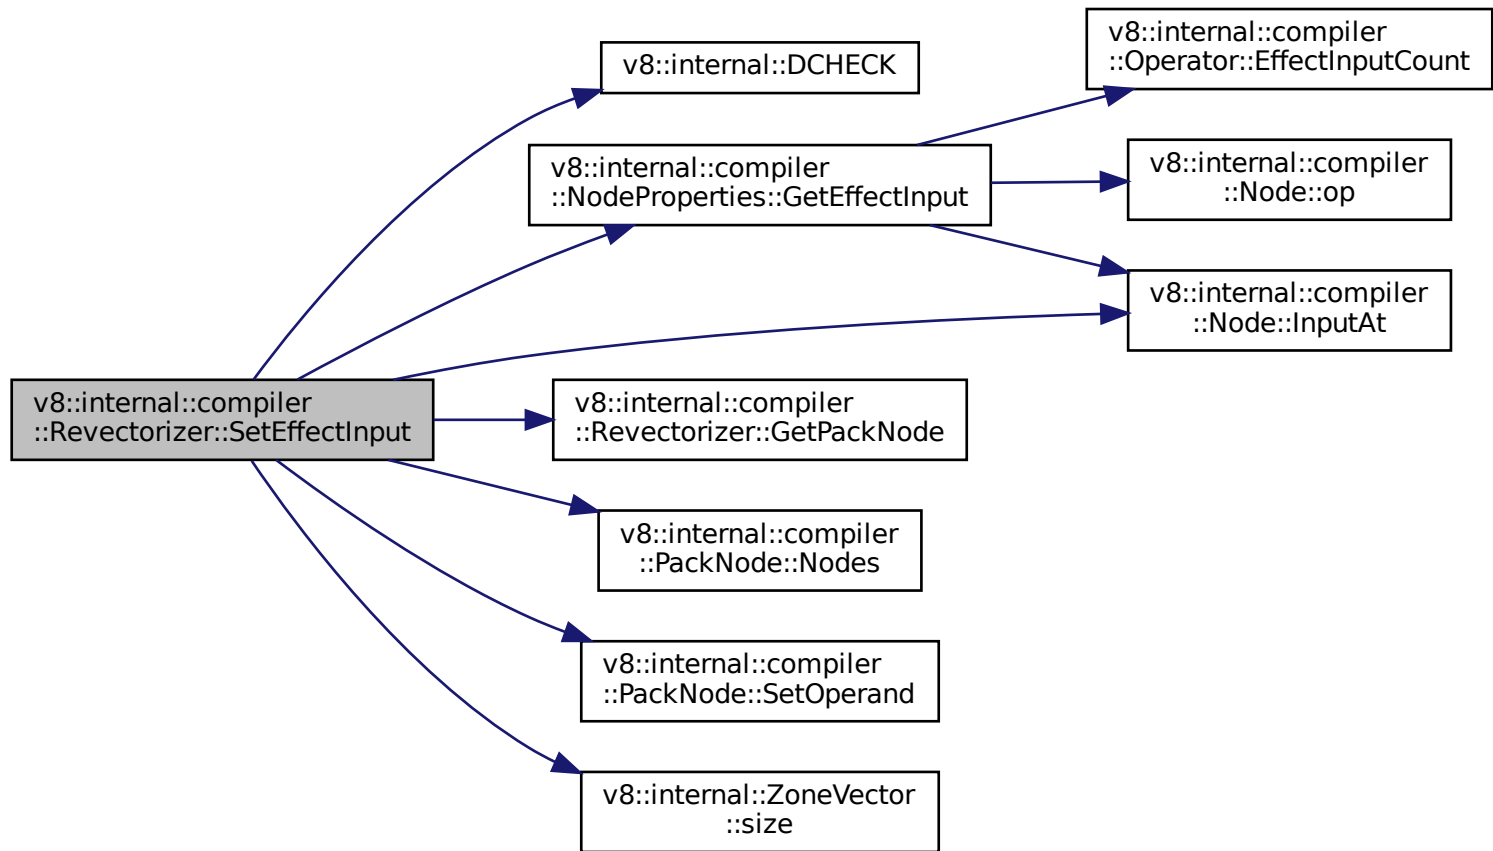 v8::internal::compiler
::Operator::EffectInputCount
v8::internal::DCHECK
v8::internal::compiler
::NodeProperties::GetEffectInput
v8::internal::compiler
::Node::op
v8::internal::compiler
::Node::InputAt
v8::internal::compiler
::Revectorizer::SetEffectInput
v8::internal::compiler
::Revectorizer::GetPackNode
v8::internal::compiler
::PackNode::Nodes
v8::internal::compiler
::PackNode::SetOperand
v8::internal::ZoneVector
::size